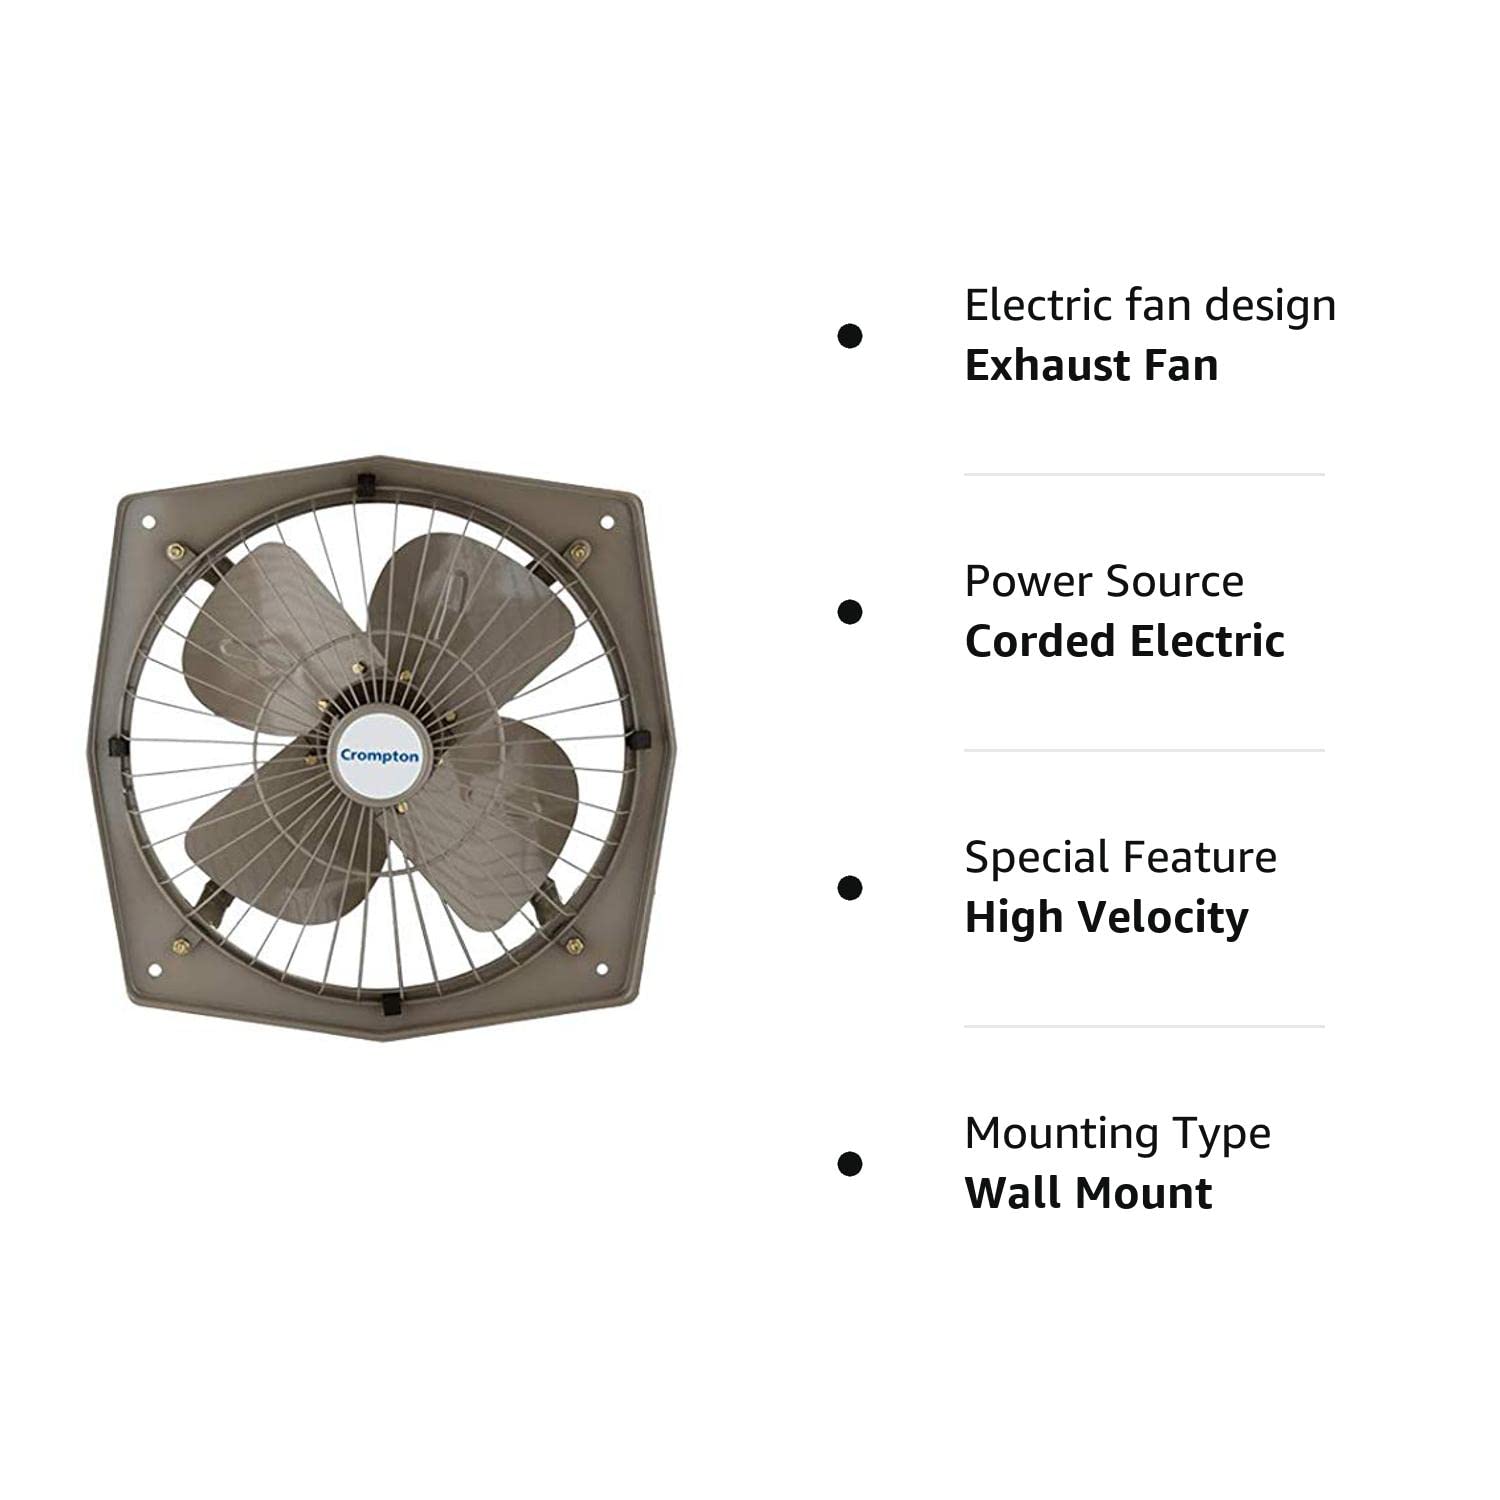 Crompton
Electric fan design
Exhaust Fan
Power Source
Corded Electric
Special Feature
High Velocity
Mounting Type
Wall Mount